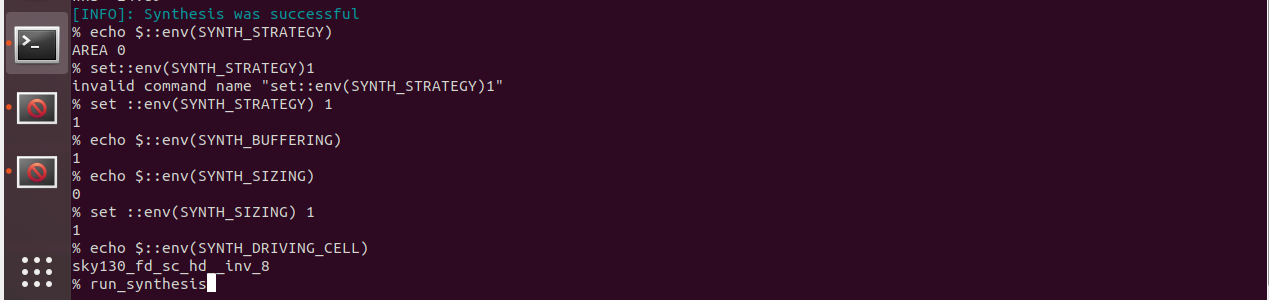 [INFO]: Synthesis was successful
% echo $::env(SYNTH_STRATEGY)
AREA 0
% set::env(SYNTH_STRATEGY)1
invalid command name "set::env(SYNTH_STRATEGY)1"
% set ::env(SYNTH_STRATEGY) 1
1
% echo $::env(SYNTH_BUFFERING)
1
% echo $::env(SYNTH_SIZING)
0
% set ::env(SYNTH_SIZING) 1
1
% echo $::env(SYNTH_DRIVING_CELL)
sky130_fd_sc_hd__inv_8
% run_synthesis